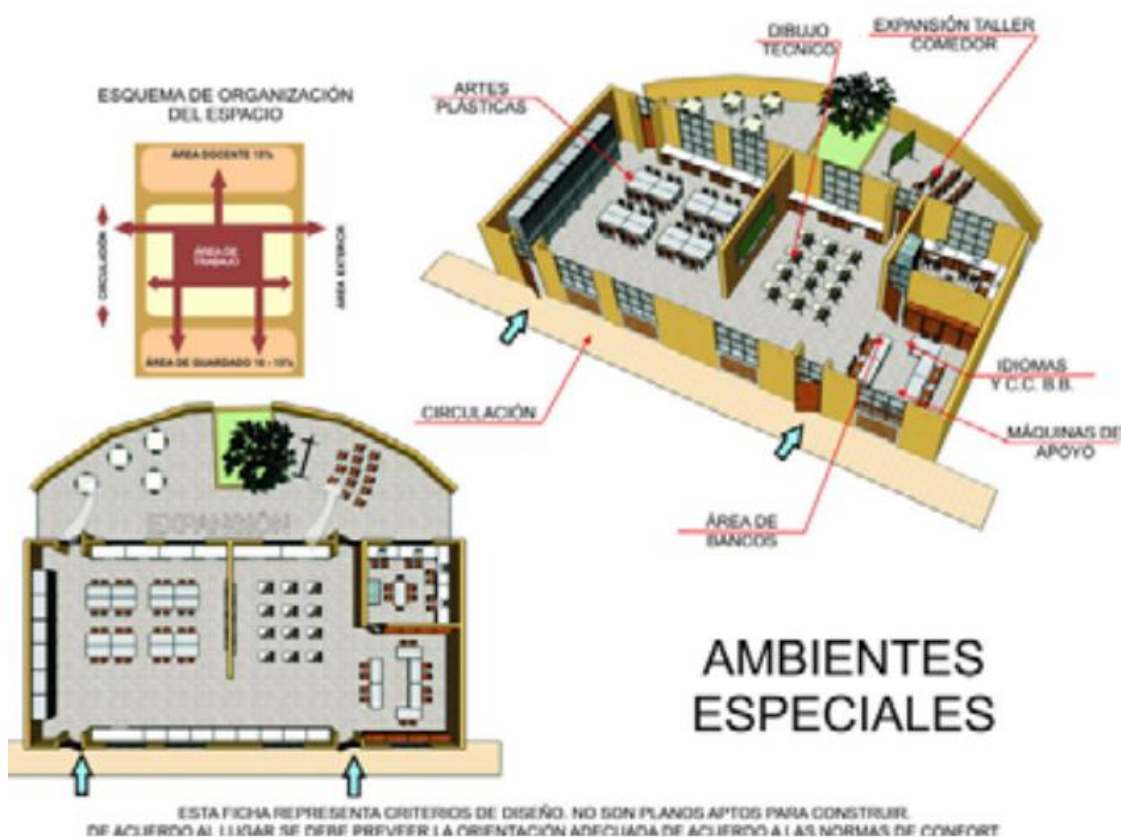 DIBUJO
TECNICO
EXPANSIÓN TALLER
COMEDOR
ARTES
PLÁSTICAS
ESQUEMA DE ORGANIZACIÓN
DEL ESPACIO
ÁREA DOCENTE 15%
CIRCULACIÓN
ÁREA DE
TRABAJO
ÁREA EXTERIOR
ÁREA DE GUARDADO 10 - 15%
CIRCULACIÓN
IDIOMAS
Y C.C. B.B.
MÁQUINAS DE
APOYO
ÁREA DE
BANCOS
EXPANSIÓN
AMBIENTES
ESPECIALES
ESTA FICHA REPRESENTA CRITERIOS DE DISEÑO. NO SON PLANOS APTOS PARA CONSTRUIR.
DE ACUERDO AL LUGAR SE DEBE PREVEER LA ORIENTACIÓN ADECUADA DE ACUERDO A LAS NORMAS DE CONFORT.